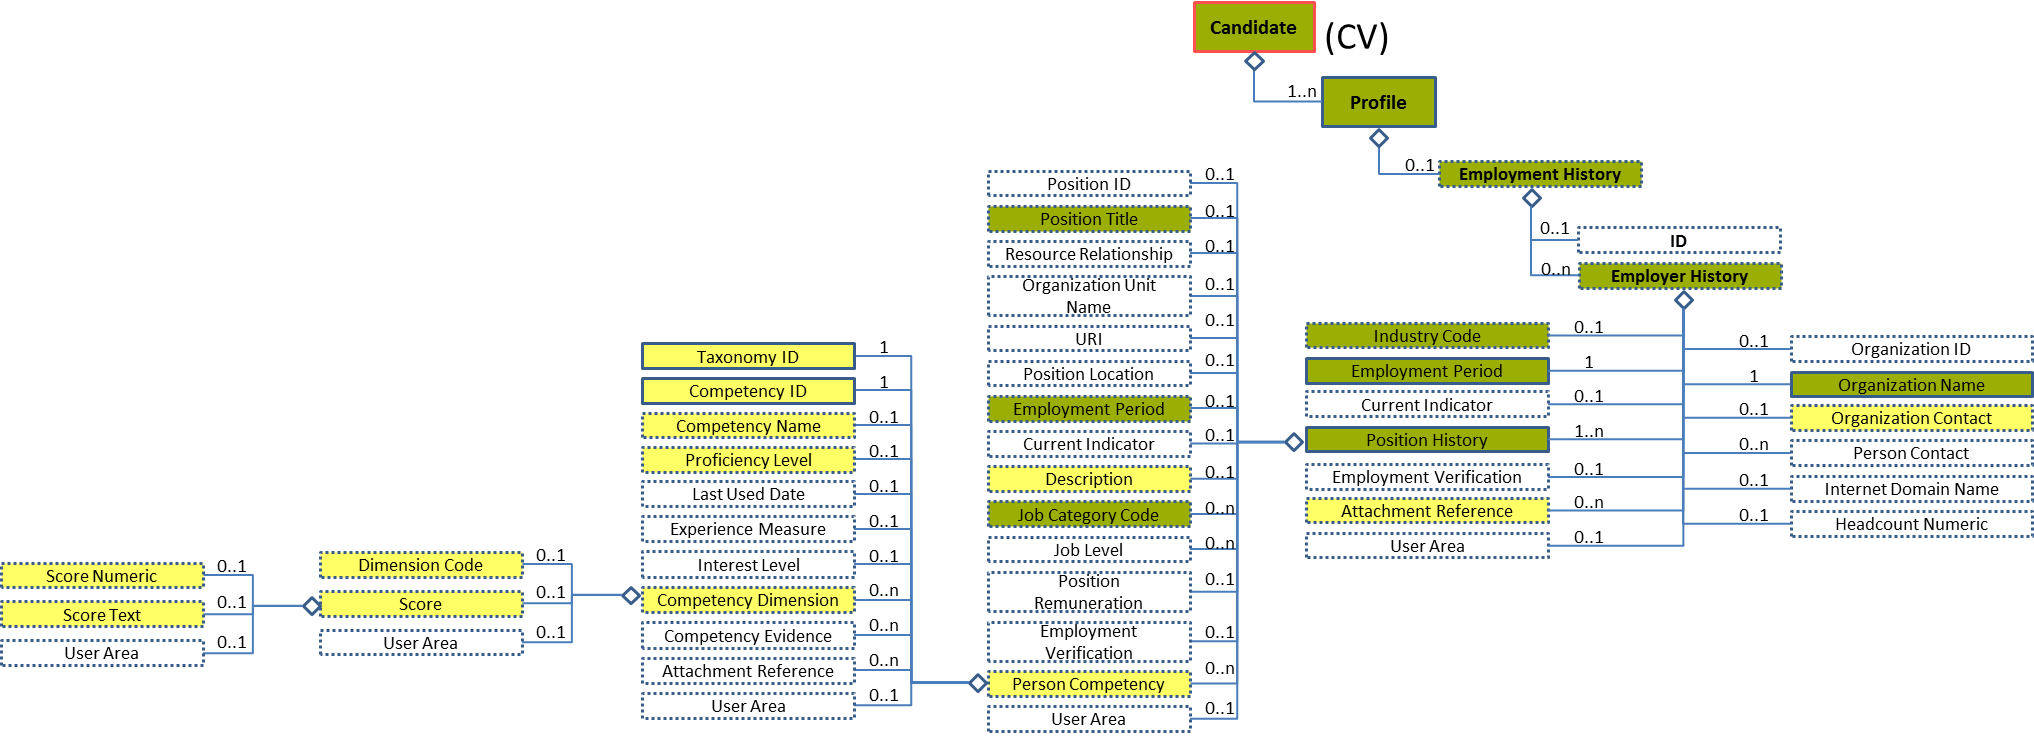 Candidate
(CV)
1..n
Profile
0..1
Employment History
0..1
ID
0..n
Employer History
Industry Code
0..1
Employment Period
1
Current Indicator
0..1
Position History
1..n
Employment Verification
0..1
Attachment Reference
0..n
User Area
0..1
0..1
Organization ID
1
Organization Name
0..1
Organization Contact
0..n
Person Contact
0..1
Internet Domain Name
0..1
Headcount Numeric
Position ID
0..1
Position Title
0..1
Resource Relationship
0..1
Organization Unit
Name
0..1
URI
0..1
Position Location
0..1
Employment Period
0..1
Current Indicator
0..1
Description
0..1
Job Category Code
0..n
Job Level
0..n
Position
Remuneration
0..1
Employment
Verification
0..1
Person Competency
0..n
User Area
0..1
Taxonomy ID
1
Competency ID
1
Competency Name
0..1
Proficiency Level
0..1
Last Used Date
0..1
Experience Measure
0..1
Interest Level
0..1
Competency Dimension
0..n
Competency Evidence
0..n
Attachment Reference
0..n
User Area
0..1
Dimension Code
0..1
Score
0..1
User Area
0..1
Score Numeric
0..1
Score Text
0..1
User Area
0..1